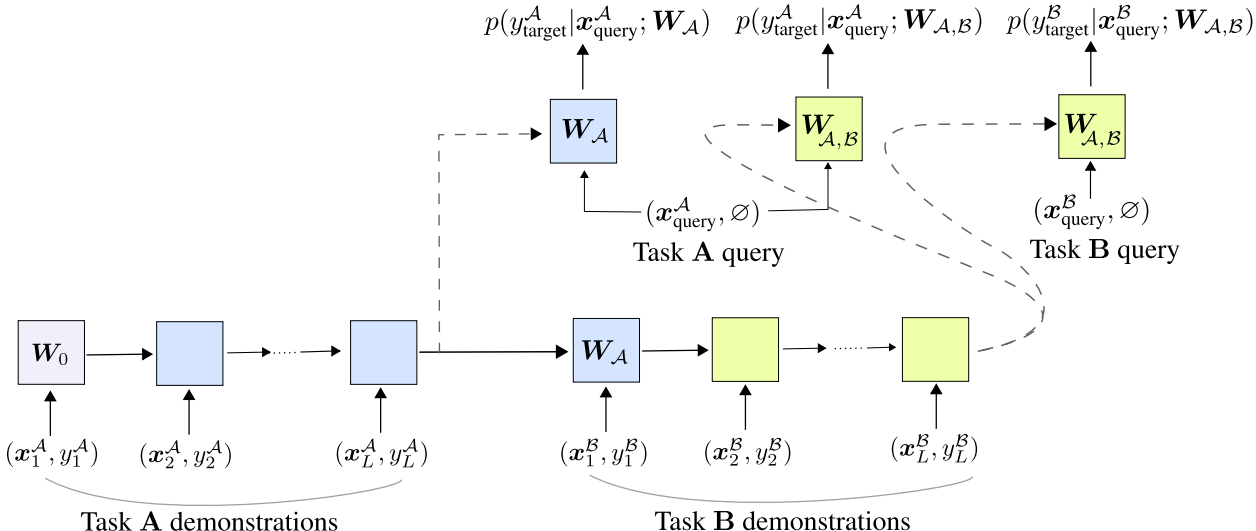 p(y^𝒜_target|x^𝒜_query; W_𝒜) p(y^𝒜_target|x^𝒜_query; W_𝒜,ℬ) p(y^ℬ_target|x^ℬ_query; W_𝒜,ℬ)
W_𝒜 W_𝒜,ℬ W_𝒜,ℬ
(x^𝒜_query, ∅) (x^ℬ_query, ∅)
Task A query Task B query
W_0 W_𝒜
(x^𝒜_1, y^𝒜_1) (x^𝒜_2, y^𝒜_2) (x^𝒜_L, y^𝒜_L) (x^ℬ_1, y^ℬ_1) (x^ℬ_2, y^ℬ_2) (x^ℬ_L, y^ℬ_L)
Task A demonstrations Task B demonstrations